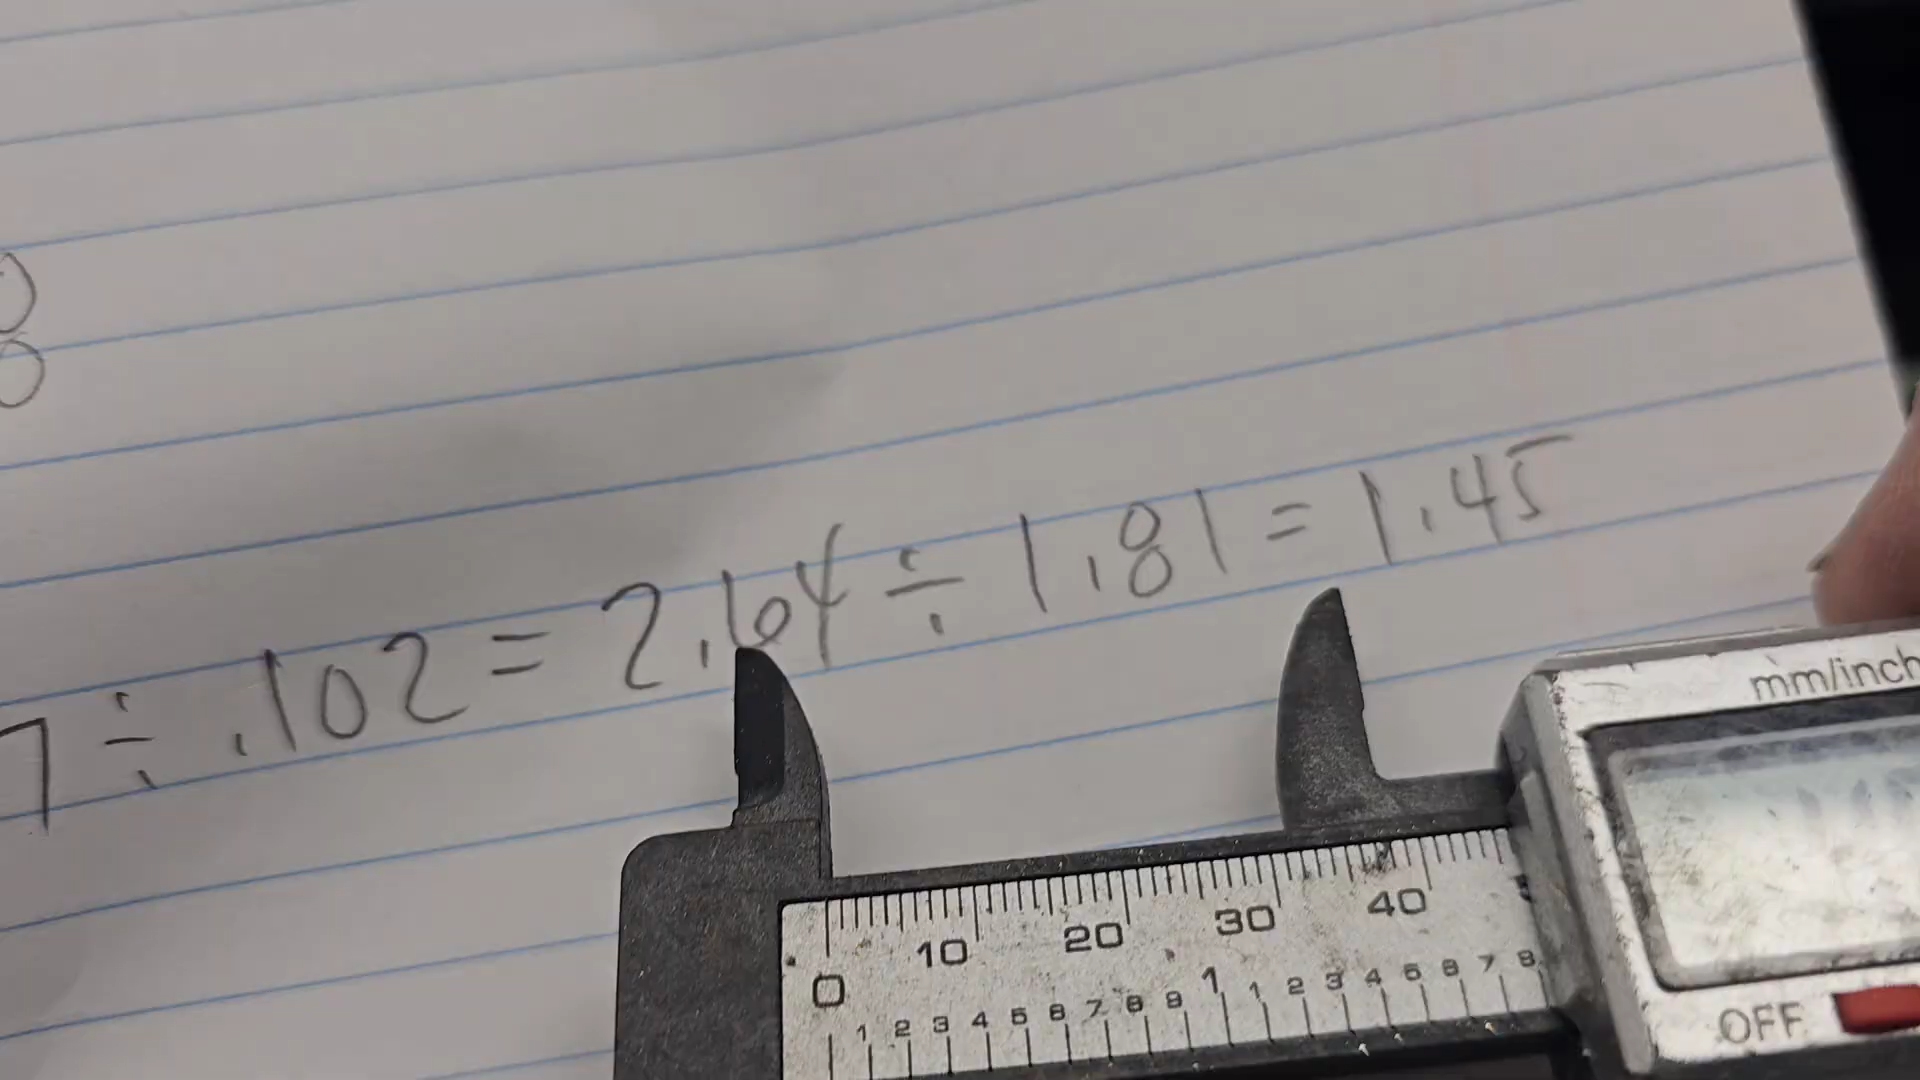 8
7 ÷ .102 = 2.64 ÷ 1.81 = 1.45
mm/inch
10 20 30 40
0
1 2 3 4 5 6 7 8 9 1 1 2 3 4 5 6 7 8
OFF